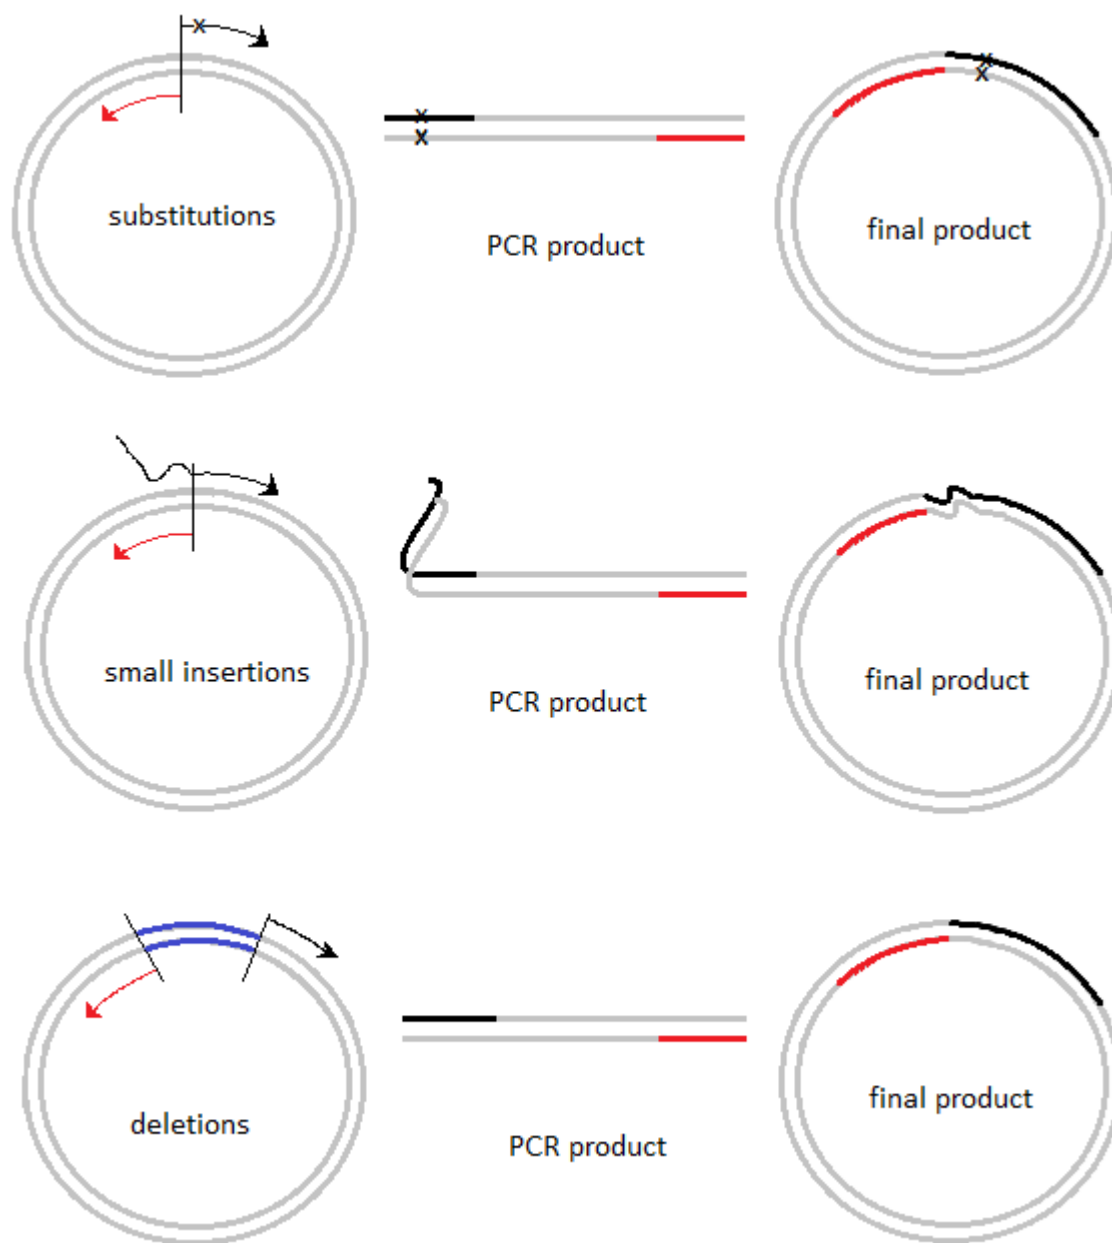 x
x
x
x
x
substitutions
PCR product
final product
small insertions
PCR product
final product
deletions
PCR product
final product